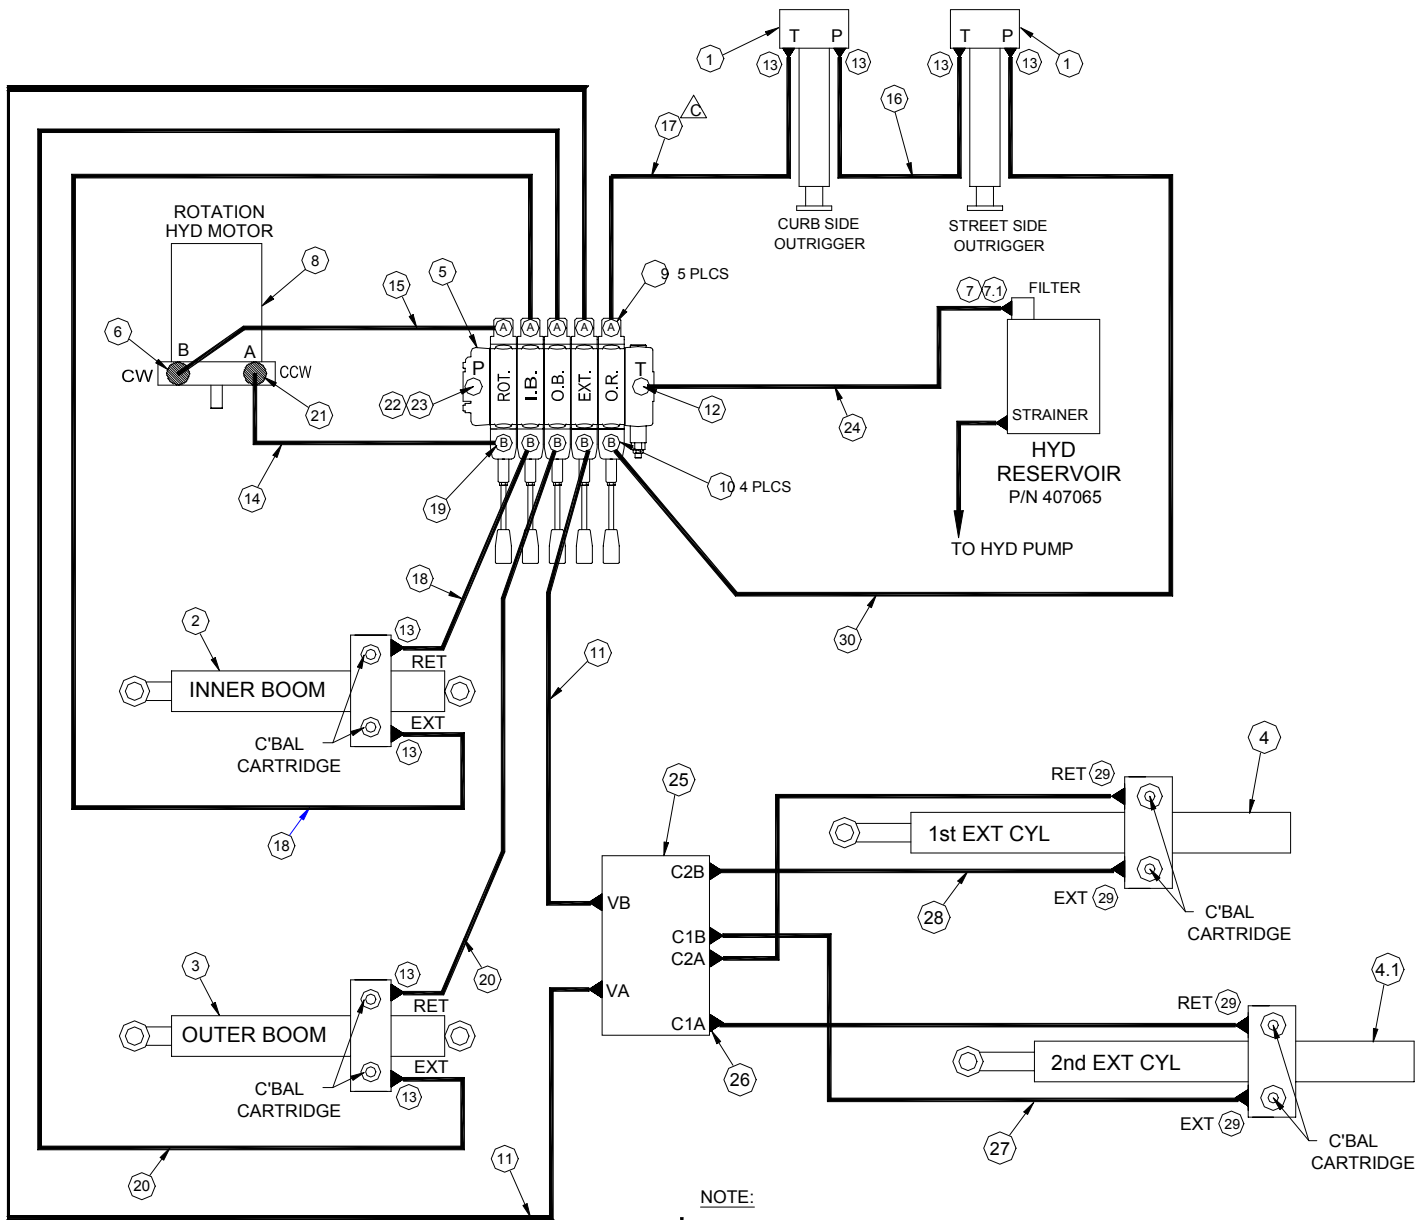 T P
T P
1
13
13
13
13
1
16
17
C
CURB SIDE
OUTRIGGER
STREET SIDE
OUTRIGGER
ROTATION
HYD MOTOR
8
15
5
9 5 PLCS
7
7.1
FILTER
6
B
A
CW
CCW
21
A
A
A
A
A
P
ROT.
I.B.
O.B.
EXT.
O.R.
T
22
23
12
24
STRAINER
HYD
RESERVOIR
P/N 407065
TO HYD PUMP
B
B
B
B
B
14
19
10 4 PLCS
18
30
2
13
RET
INNER BOOM
EXT
13
C'BAL
CARTRIDGE
18
11
25
4
RET 29
1st EXT CYL
EXT 29
C'BAL
CARTRIDGE
28
C2B
VB
C1B
C2A
VA
C1A
26
20
3
13
RET
OUTER BOOM
EXT
13
C'BAL
CARTRIDGE
20
11
4.1
RET 29
2nd EXT CYL
EXT 29
27
C'BAL
CARTRIDGE
NOTE: